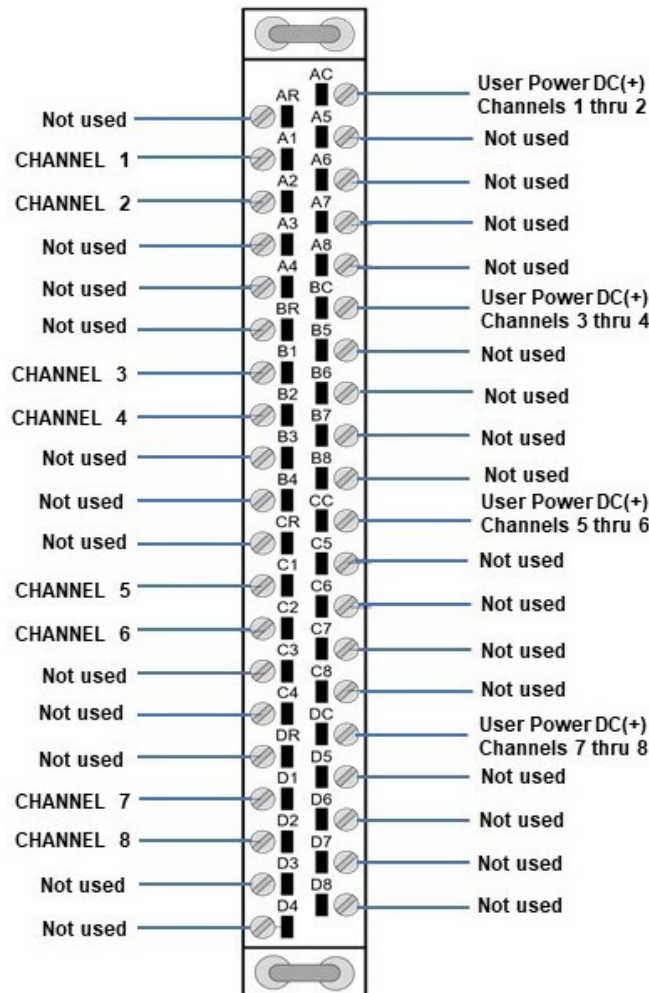 AC
User Power DC(+)
Channels 1 thru 2
AR
Not used
A5
Not used
A1
CHANNEL 1
A6
Not used
A2
CHANNEL 2
A7
Not used
A3
Not used
A8
Not used
A4
Not used
BC
User Power DC(+)
Channels 3 thru 4
BR
Not used
B5
Not used
B1
CHANNEL 3
B6
Not used
B2
CHANNEL 4
B7
Not used
B3
Not used
B8
Not used
B4
Not used
CC
User Power DC(+)
Channels 5 thru 6
CR
Not used
C5
Not used
C1
CHANNEL 5
C6
Not used
C2
CHANNEL 6
C7
Not used
C3
Not used
C8
Not used
C4
Not used
DC
User Power DC(+)
Channels 7 thru 8
DR
Not used
D5
Not used
D1
CHANNEL 7
D6
Not used
D2
CHANNEL 8
D7
Not used
D3
Not used
D8
Not used
D4
Not used